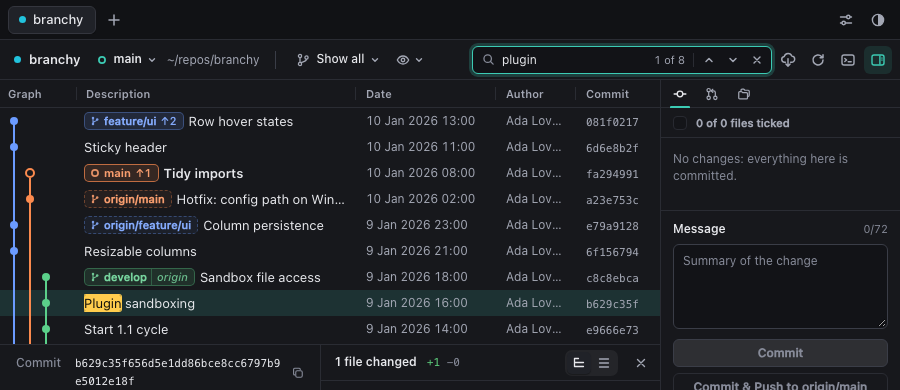 branchy
branchy main ~/repos/branchy Show all plugin 1 of 8
Graph Description Date Author Commit
feature/ui ↑2 Row hover states 10 Jan 2026 13:00 Ada Lov... 081f0217
Sticky header 10 Jan 2026 11:00 Ada Lov... 6d6e8b2f
main ↑1 Tidy imports 10 Jan 2026 08:00 Ada Lov... fa294991
origin/main Hotfix: config path on Win... 10 Jan 2026 02:00 Ada Lov... a23e753c
origin/feature/ui Column persistence 9 Jan 2026 23:00 Ada Lov... e79a9128
Resizable columns 9 Jan 2026 21:00 Ada Lov... 6f156794
develop origin Sandbox file access 9 Jan 2026 18:00 Ada Lov... c8c8ebca
Plugin sandboxing 9 Jan 2026 16:00 Ada Lov... b629c35f
Start 1.1 cycle 9 Jan 2026 14:00 Ada Lov... e9666e73
Commit b629c35f656d5e1dd86bce8cc6797b9
e5012e18f
1 file changed +1 −0
0 of 0 files ticked
No changes: everything here is
committed.
Message 0/72
Summary of the change
Commit
Commit & Push to origin/main